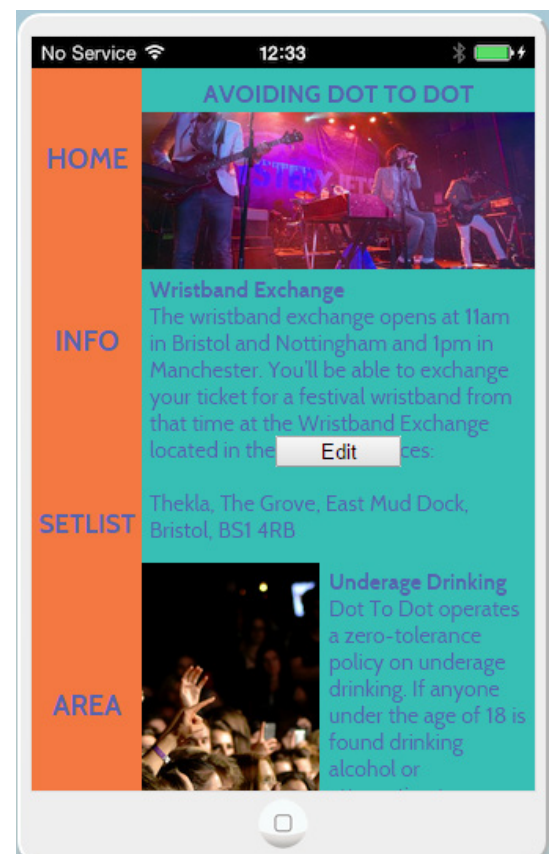 No Service 12:33
AVOIDING DOT TO DOT
HOME
INFO
SETLIST
AREA
Wristband Exchange
The wristband exchange opens at 11am
in Bristol and Nottingham and 1pm in
Manchester. You'll be able to exchange
your ticket for a festival wristband from
that time at the Wristband Exchange
located in the Edit ces:
Thekla, The Grove, East Mud Dock,
Bristol, BS1 4RB
Underage Drinking
Dot To Dot operates
a zero-tolerance
policy on underage
drinking. If anyone
under the age of 18 is
found drinking
alcohol or